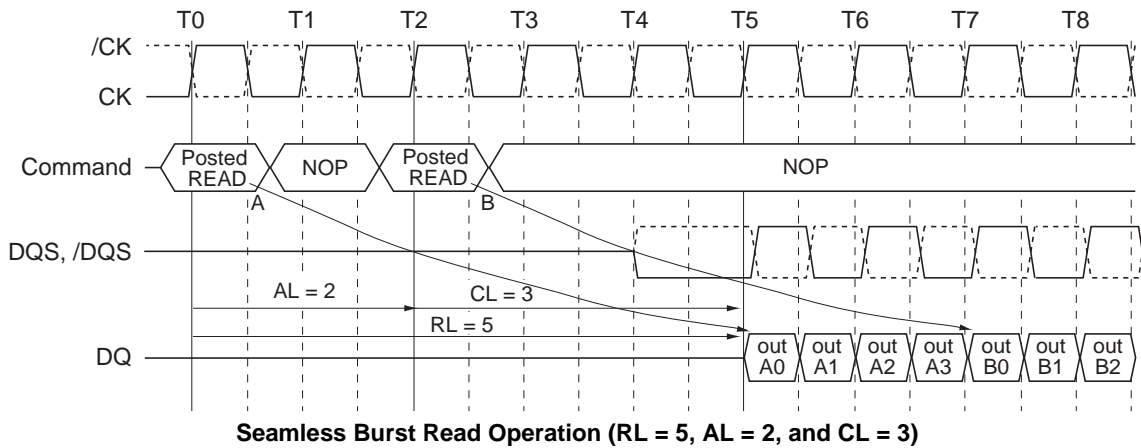 T0 T1 T2 T3 T4 T5 T6 T7 T8
/CK
CK
Command
Posted READ
NOP
Posted READ
NOP
A
B
DQS, /DQS
AL = 2
CL = 3
RL = 5
DQ
out A0
out A1
out A2
out A3
out B0
out B1
out B2
Seamless Burst Read Operation (RL = 5, AL = 2, and CL = 3)